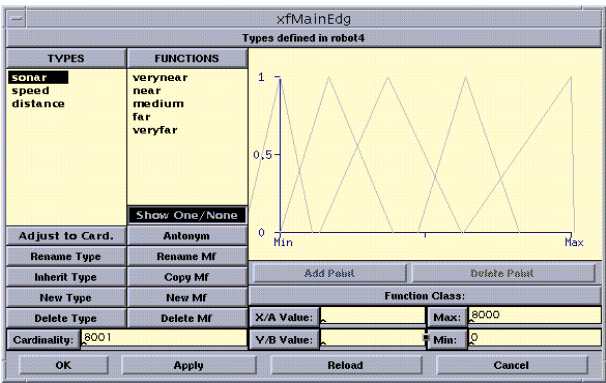 xfMainEdg
Types defined in robot4
TYPES
FUNCTIONS
sonar
speed
distance
verynear
near
medium
far
veryfar
1
0,5
0
Min
Max
Show One/None
Adjust to Card.
Antonym
Rename Type
Rename Mf
Add Point
Delete Point
Inherit Type
Copy Mf
Function Class:
New Type
New Mf
Delete Type
Delete Mf
X/A Value:
Max: 8000
Cardinality: 8001
Y/B Value:
Min: 0
OK
Apply
Reload
Cancel